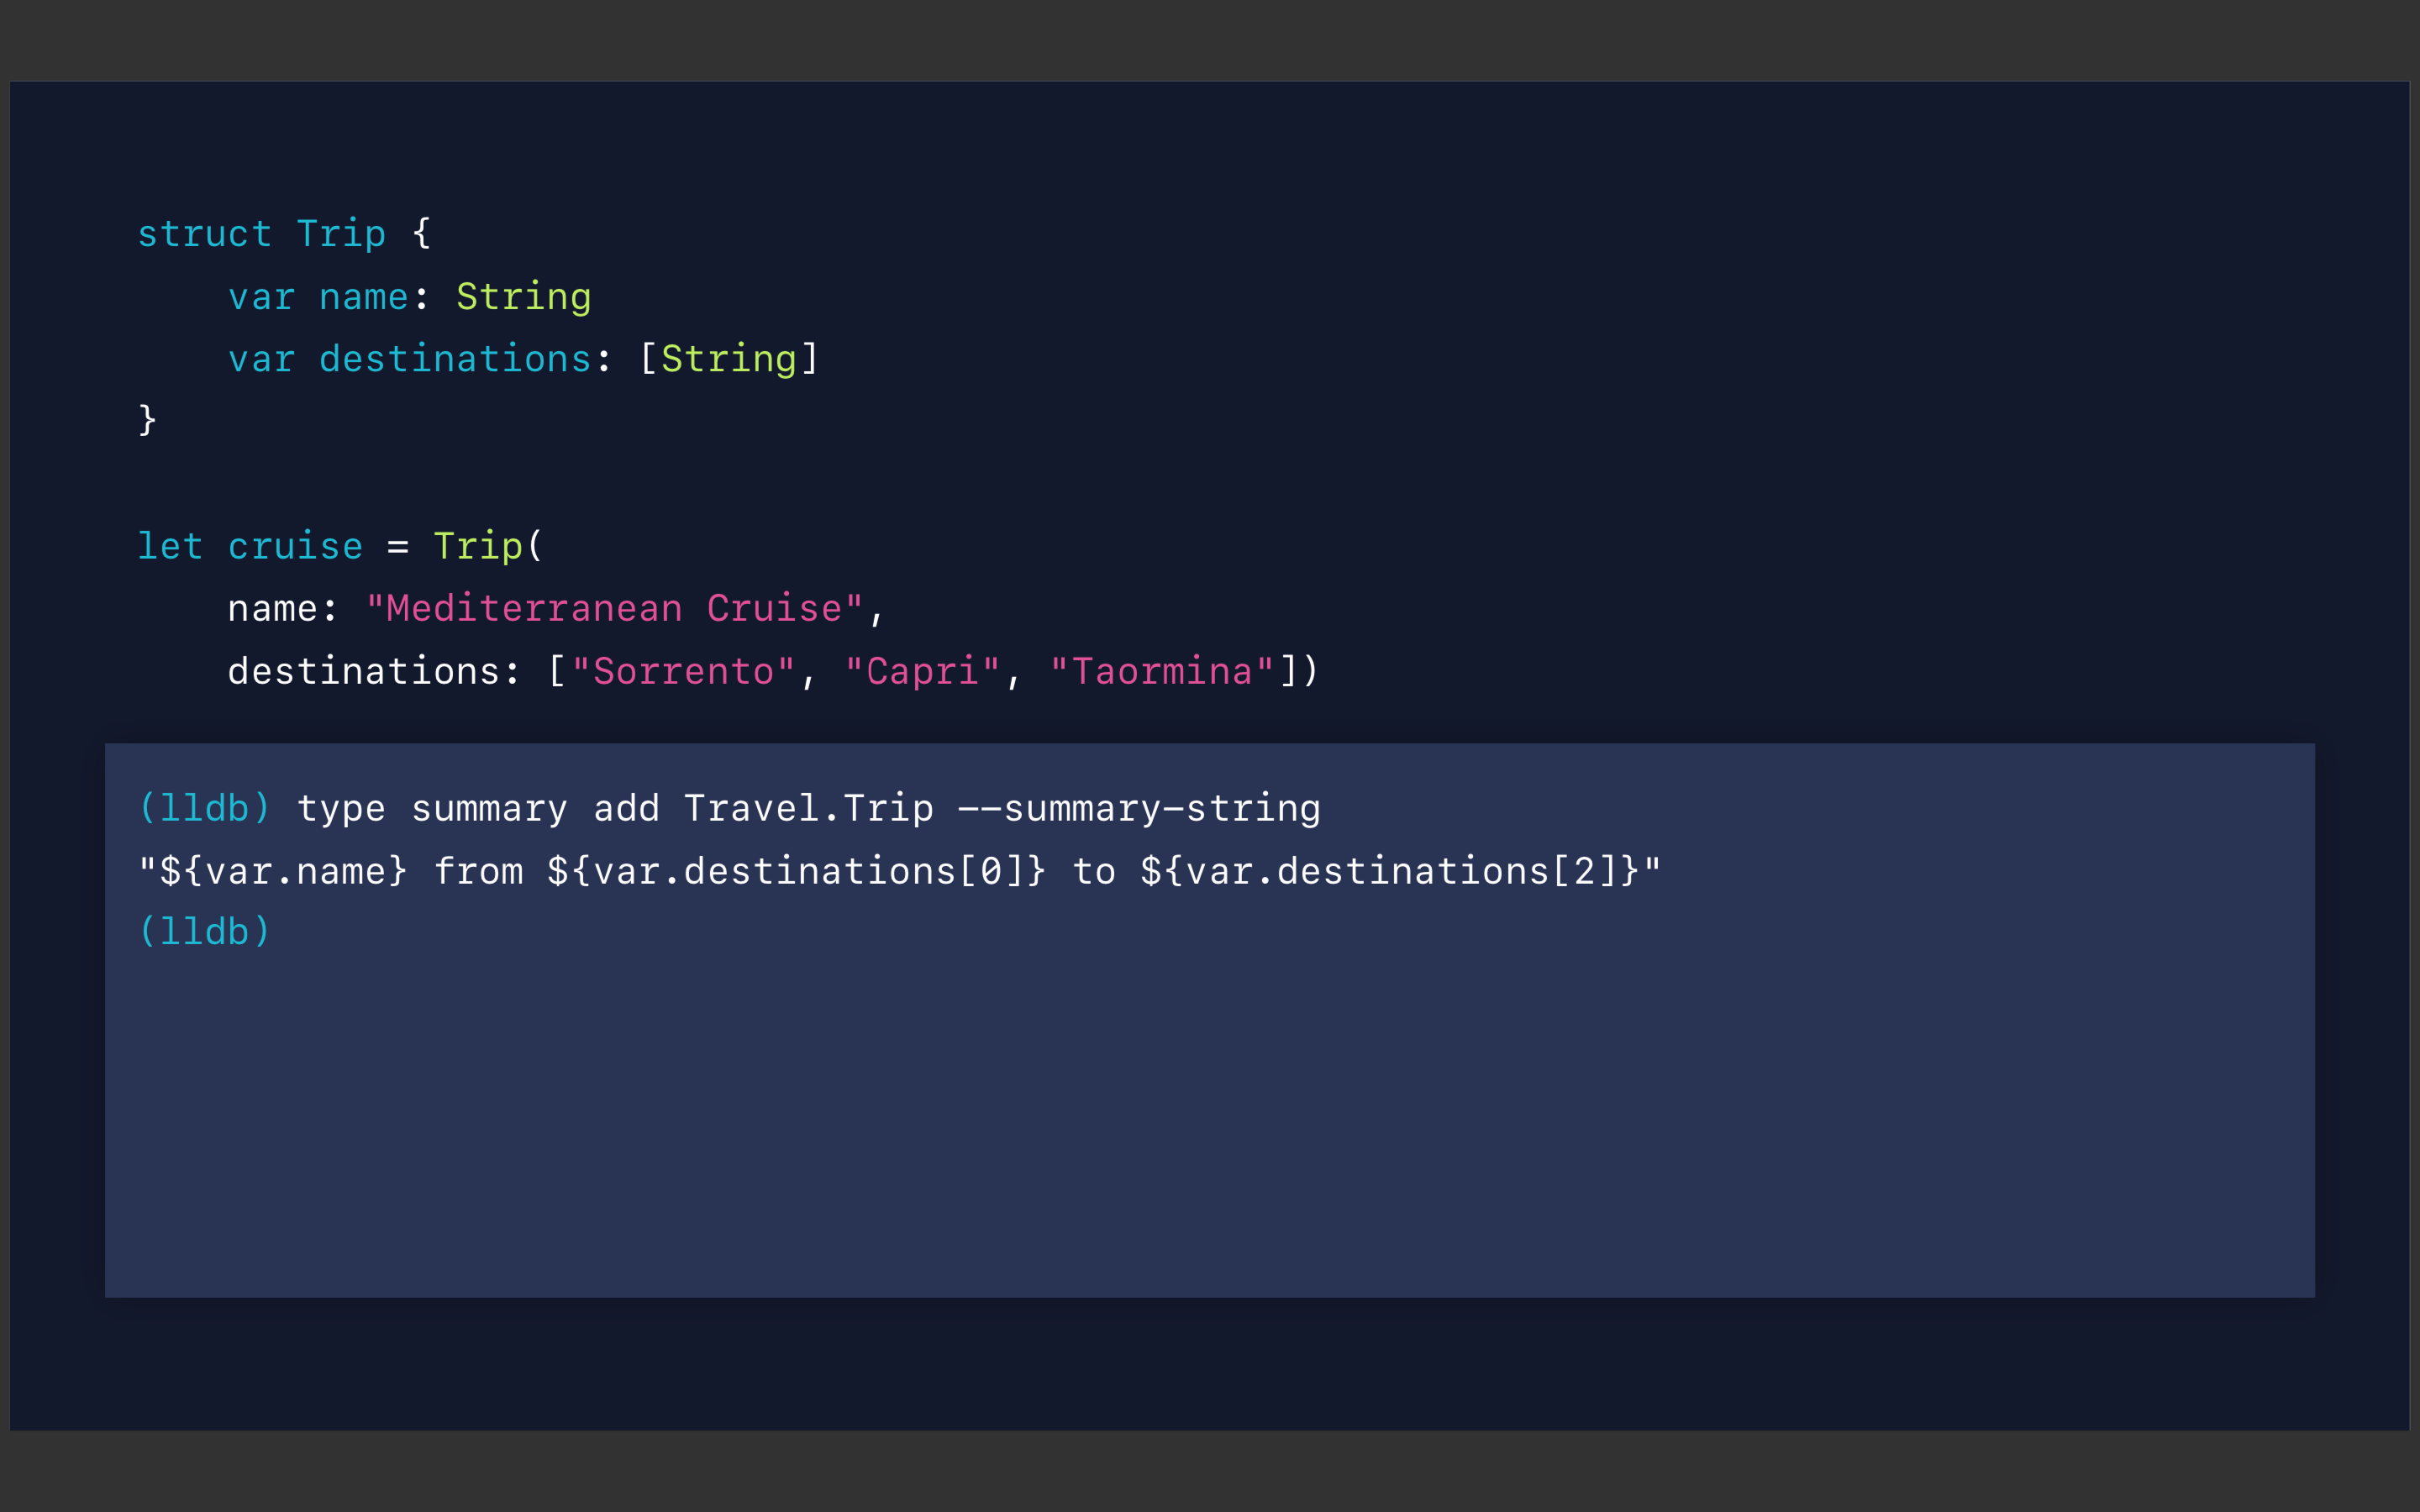 struct Trip {
    var name: String
    var destinations: [String]
}
let cruise = Trip(
    name: "Mediterranean Cruise",
    destinations: ["Sorrento", "Capri", "Taormina"])
(lldb) type summary add Travel.Trip --summary-string
"${var.name} from ${var.destinations[0]} to ${var.destinations[2]}"
(lldb)